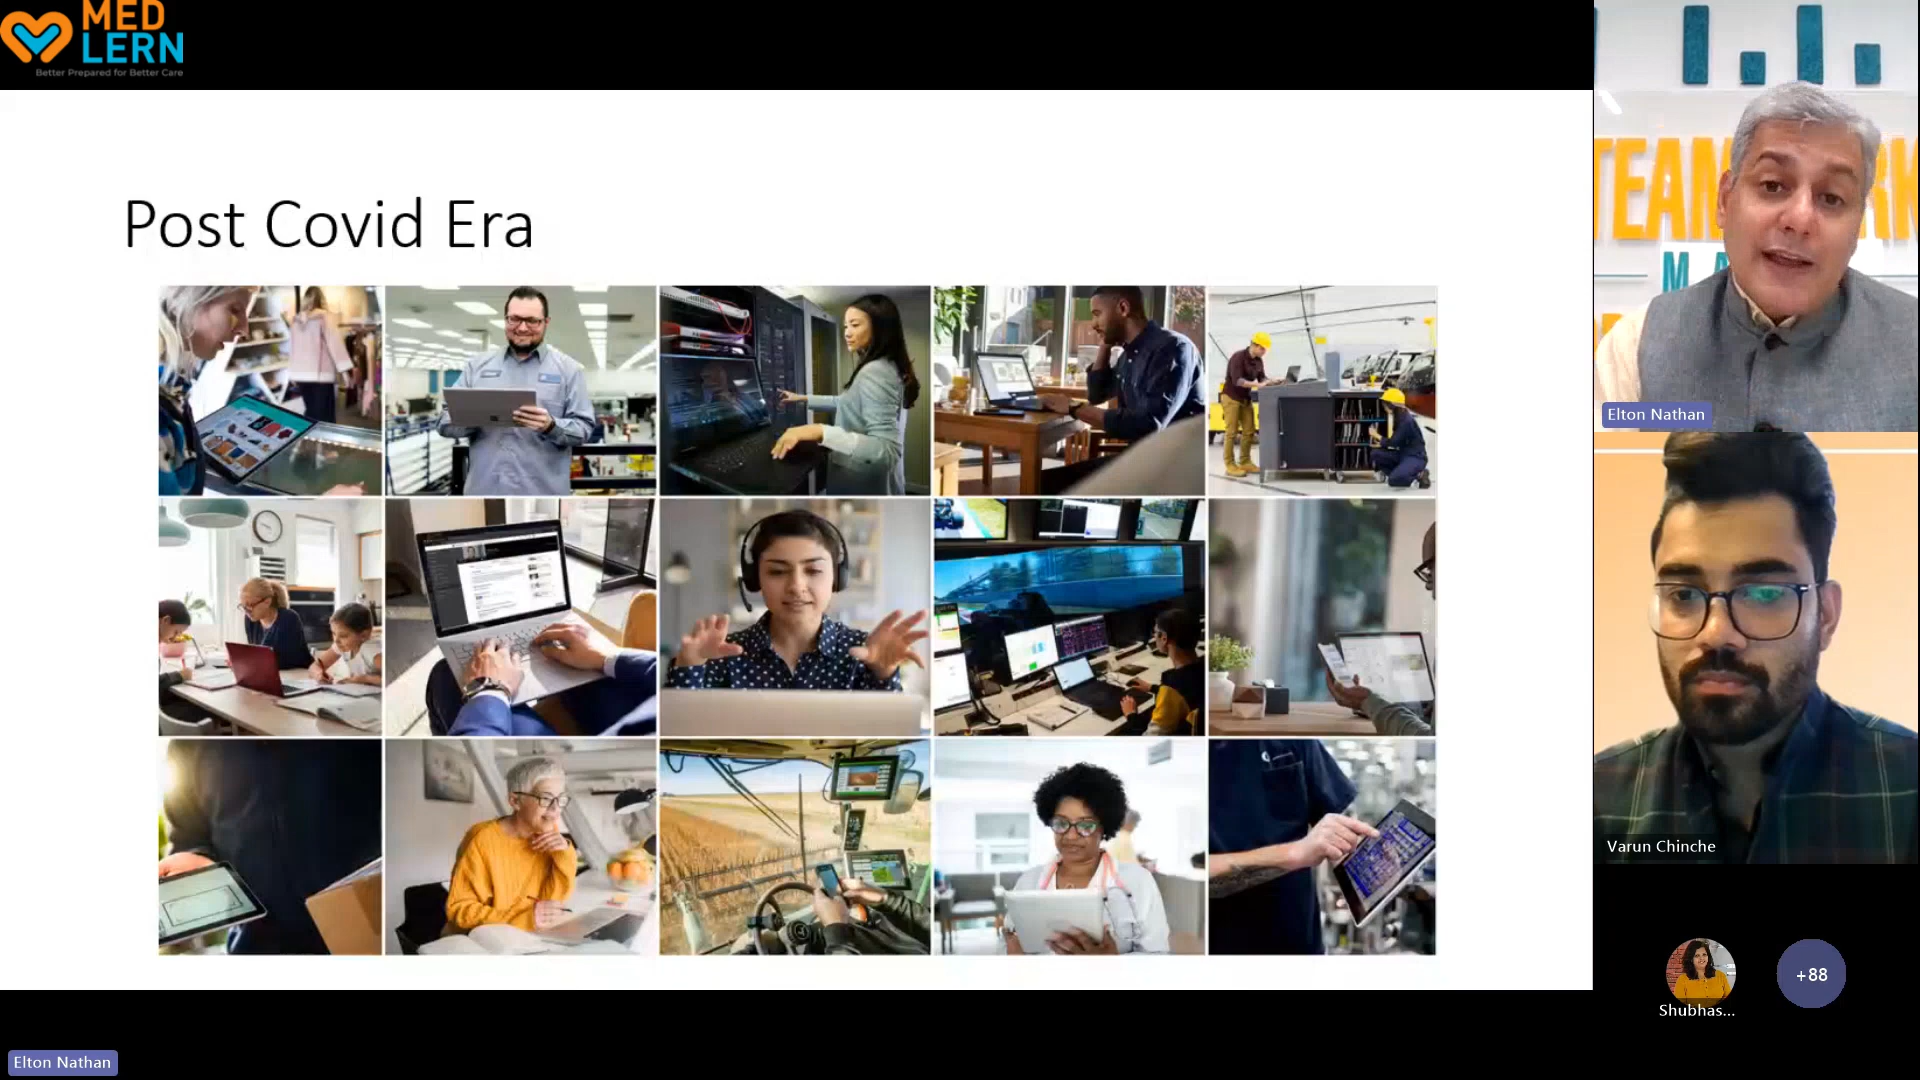 MED
LERN
Better Prepared for Better Care
Post Covid Era
Elton Nathan
Varun Chinche
Shubhas...
+88
Elton Nathan